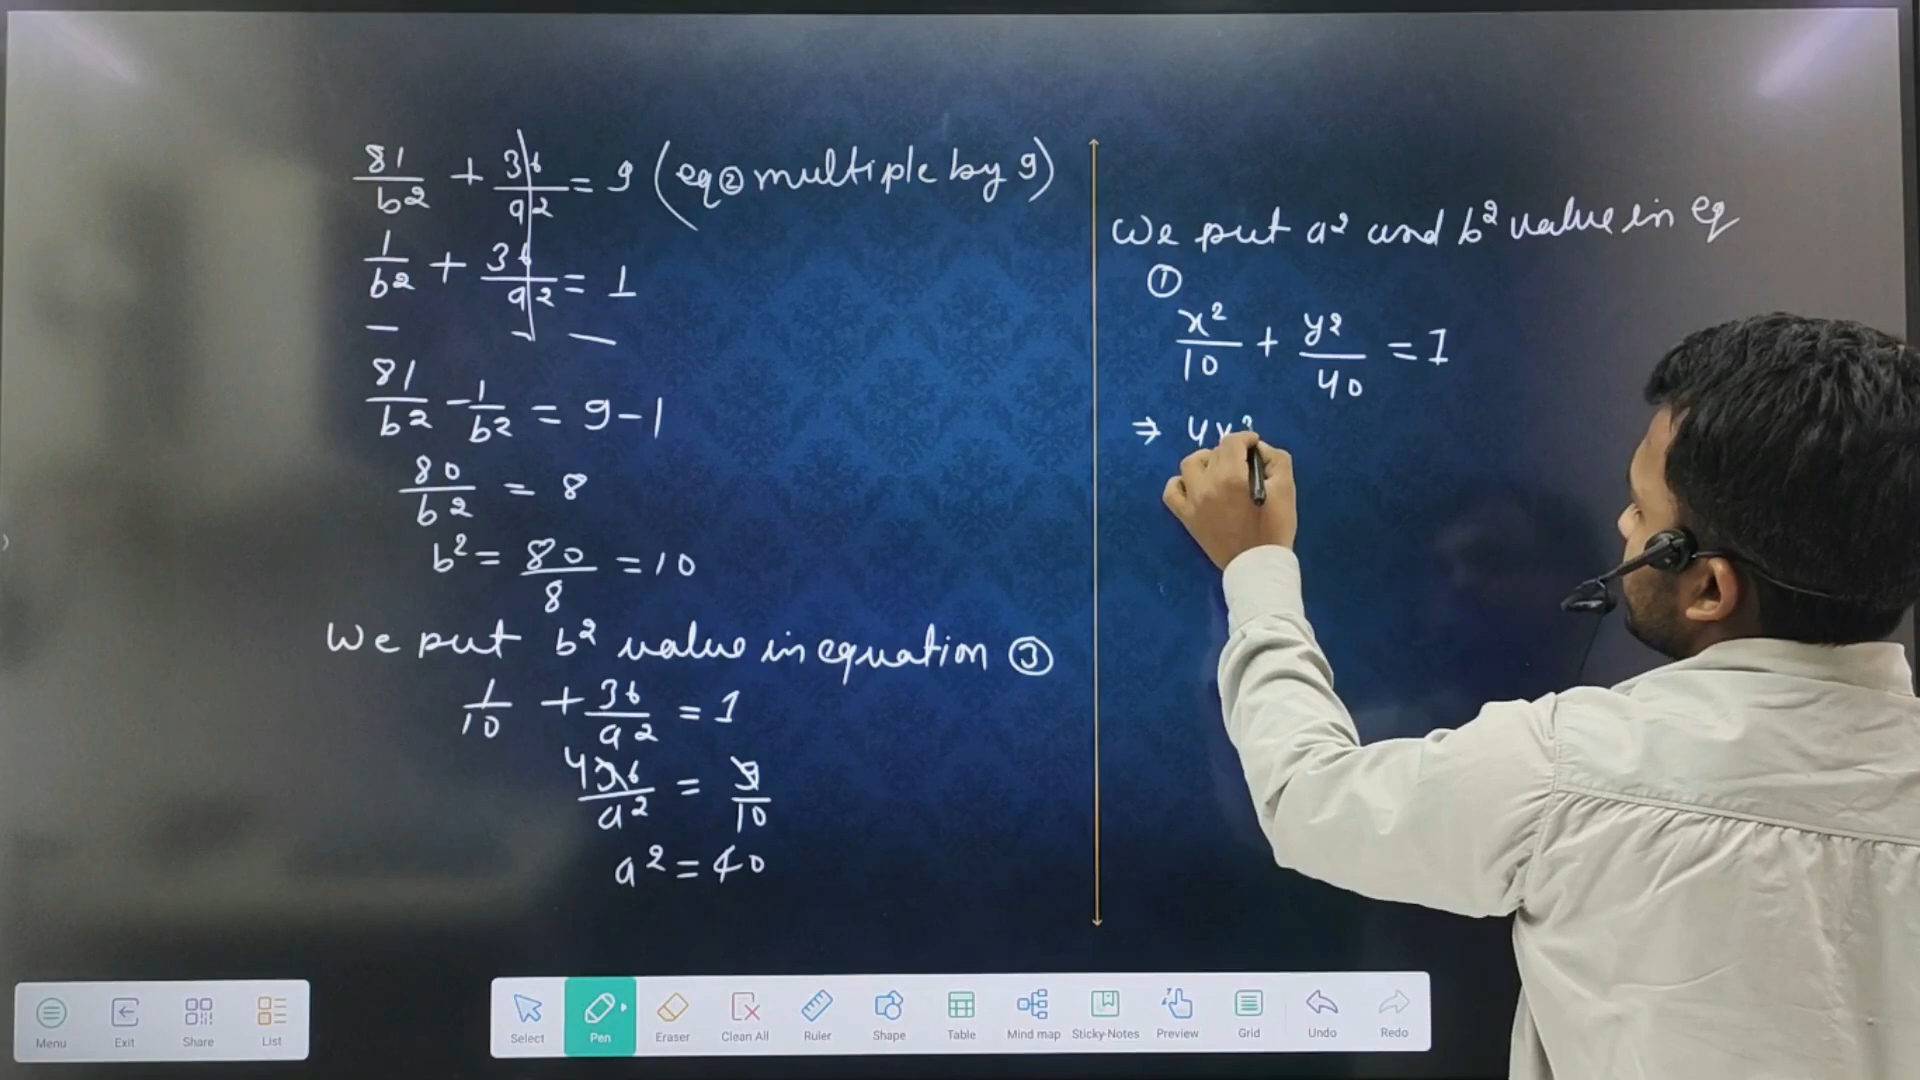 81/b² + 36/a² = 9 (eq② multiple by 9)
1/b² + 36/a² = 1
— - —
81/b² - 1/b² = 9 - 1
80/b² = 8
b² = 80/8 = 10
We put b² value in equation ③
1/10 + 36/a² = 1
4 36/a² = 9/10
a² = 40
We put a² and b² value in eq
①
x²/10 + y²/40 = 1
⇒ 4x²
Menu Exit Share List
Select Pen Eraser Clean All Ruler Shape Table Mind map Sticky-Notes Preview Grid Undo Redo